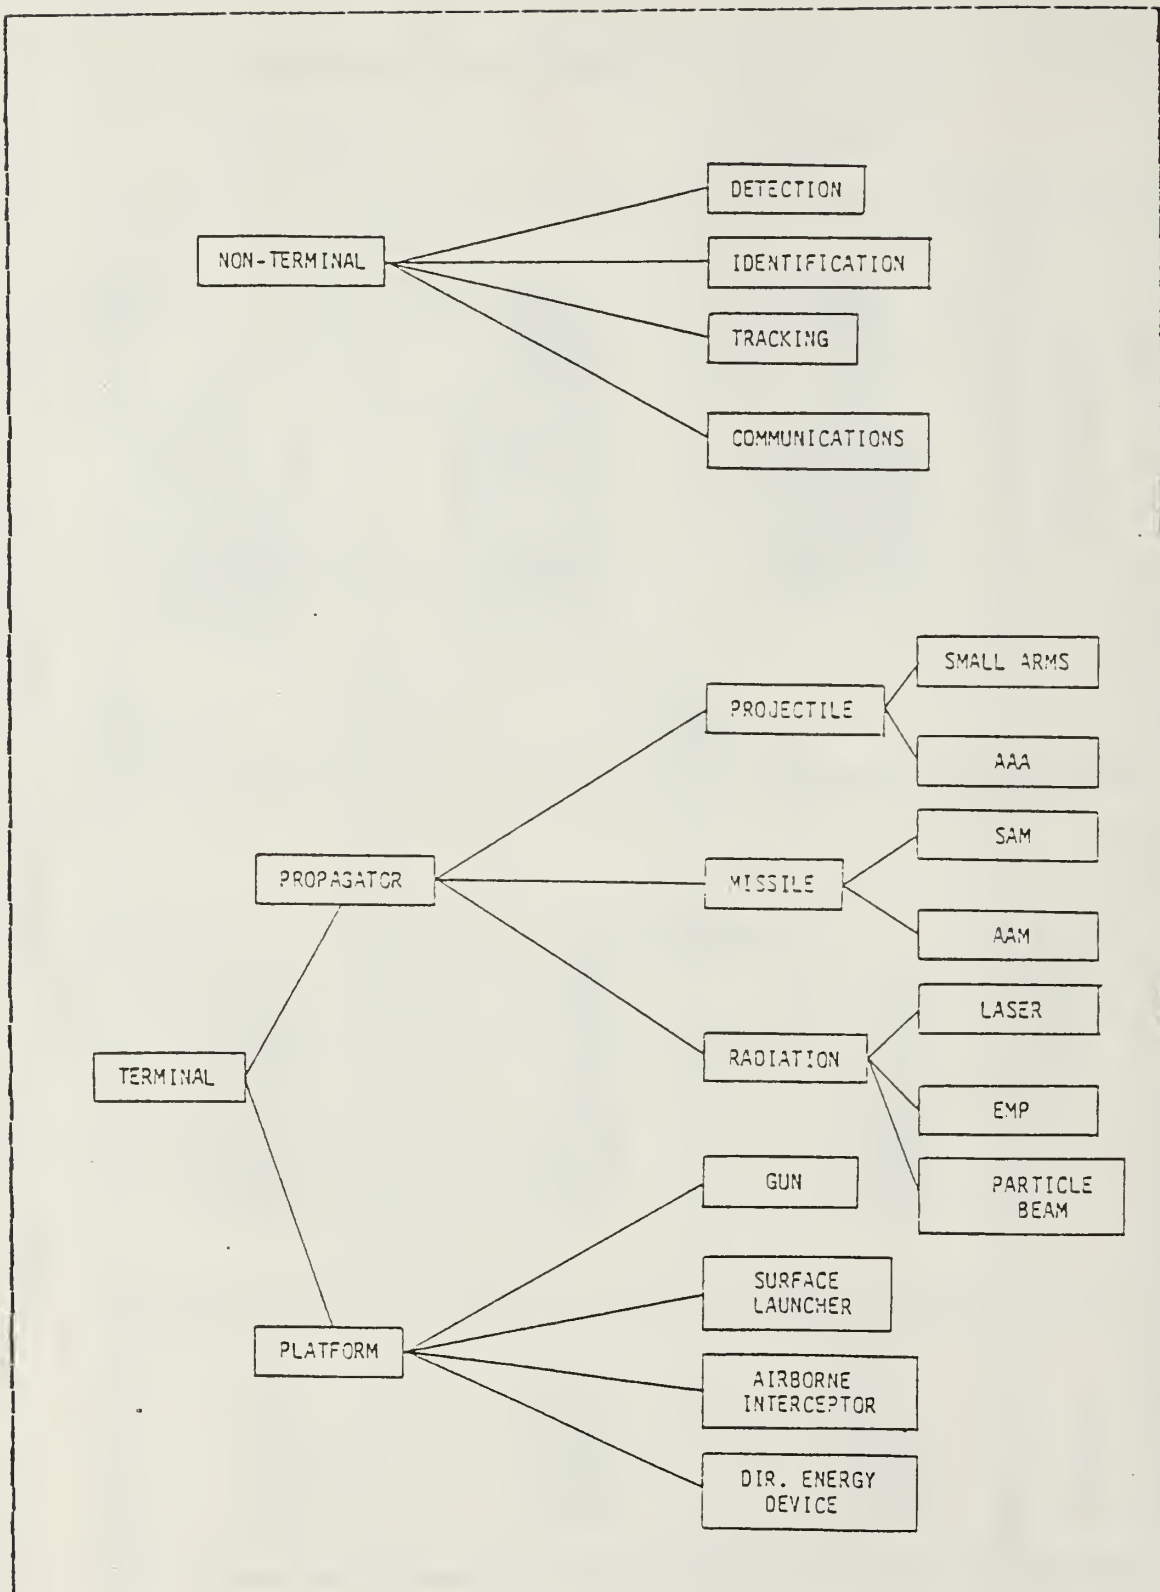 DETECTION
NON-TERMINAL
IDENTIFICATION
TRACKING
COMMUNICATIONS
SMALL ARMS
PROJECTILE
AAA
SAM
PROPAGATOR
MISSILE
AAM
LASER
RADIATION
TERMINAL
EMP
GUN
PARTICLE
BEAM
SURFACE
LAUNCHER
PLATFORM
AIRBORNE
INTERCEPTOR
DIR. ENERGY
DEVICE